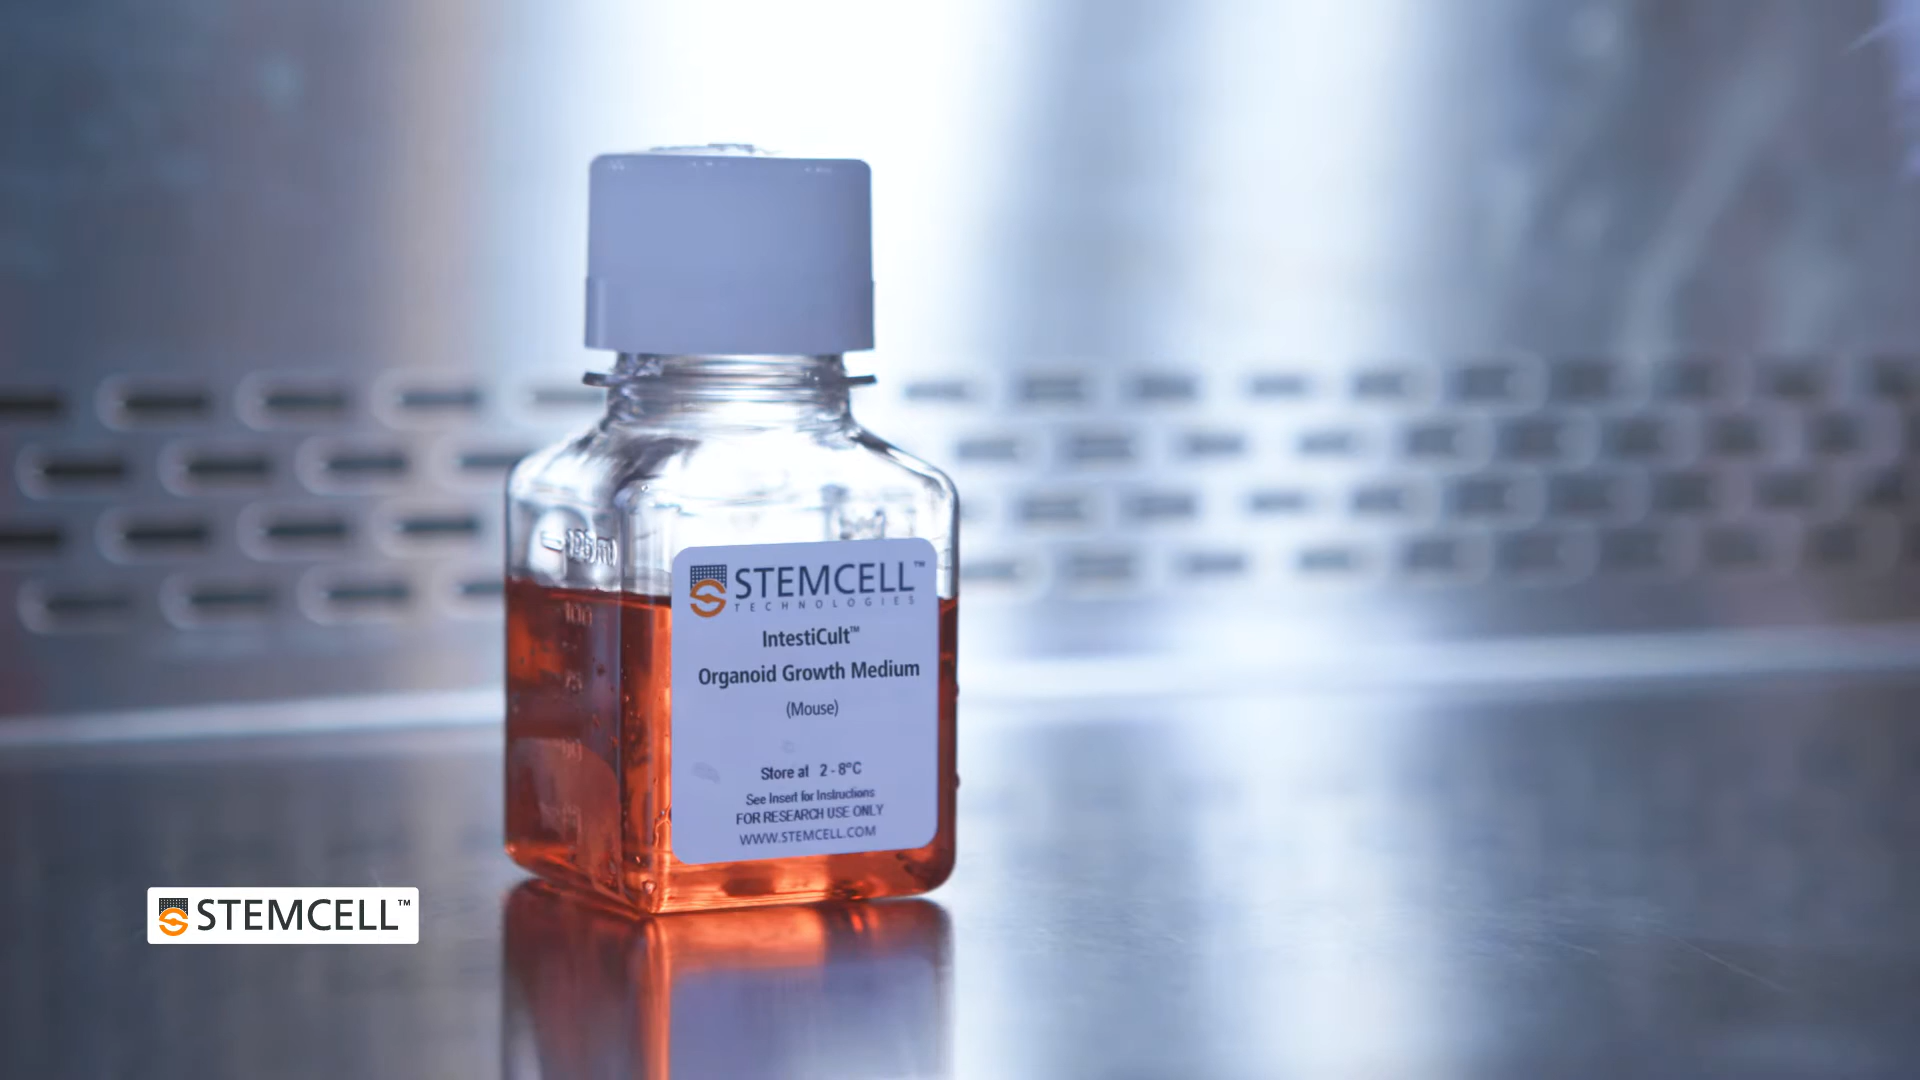 125ml
100
STEMCELL™
TECHNOLOGIES
IntestiCult™
Organoid Growth Medium
(Mouse)
Store at 2 - 8°C
See Insert for Instructions
FOR RESEARCH USE ONLY
WWW.STEMCELL.COM
STEMCELL™